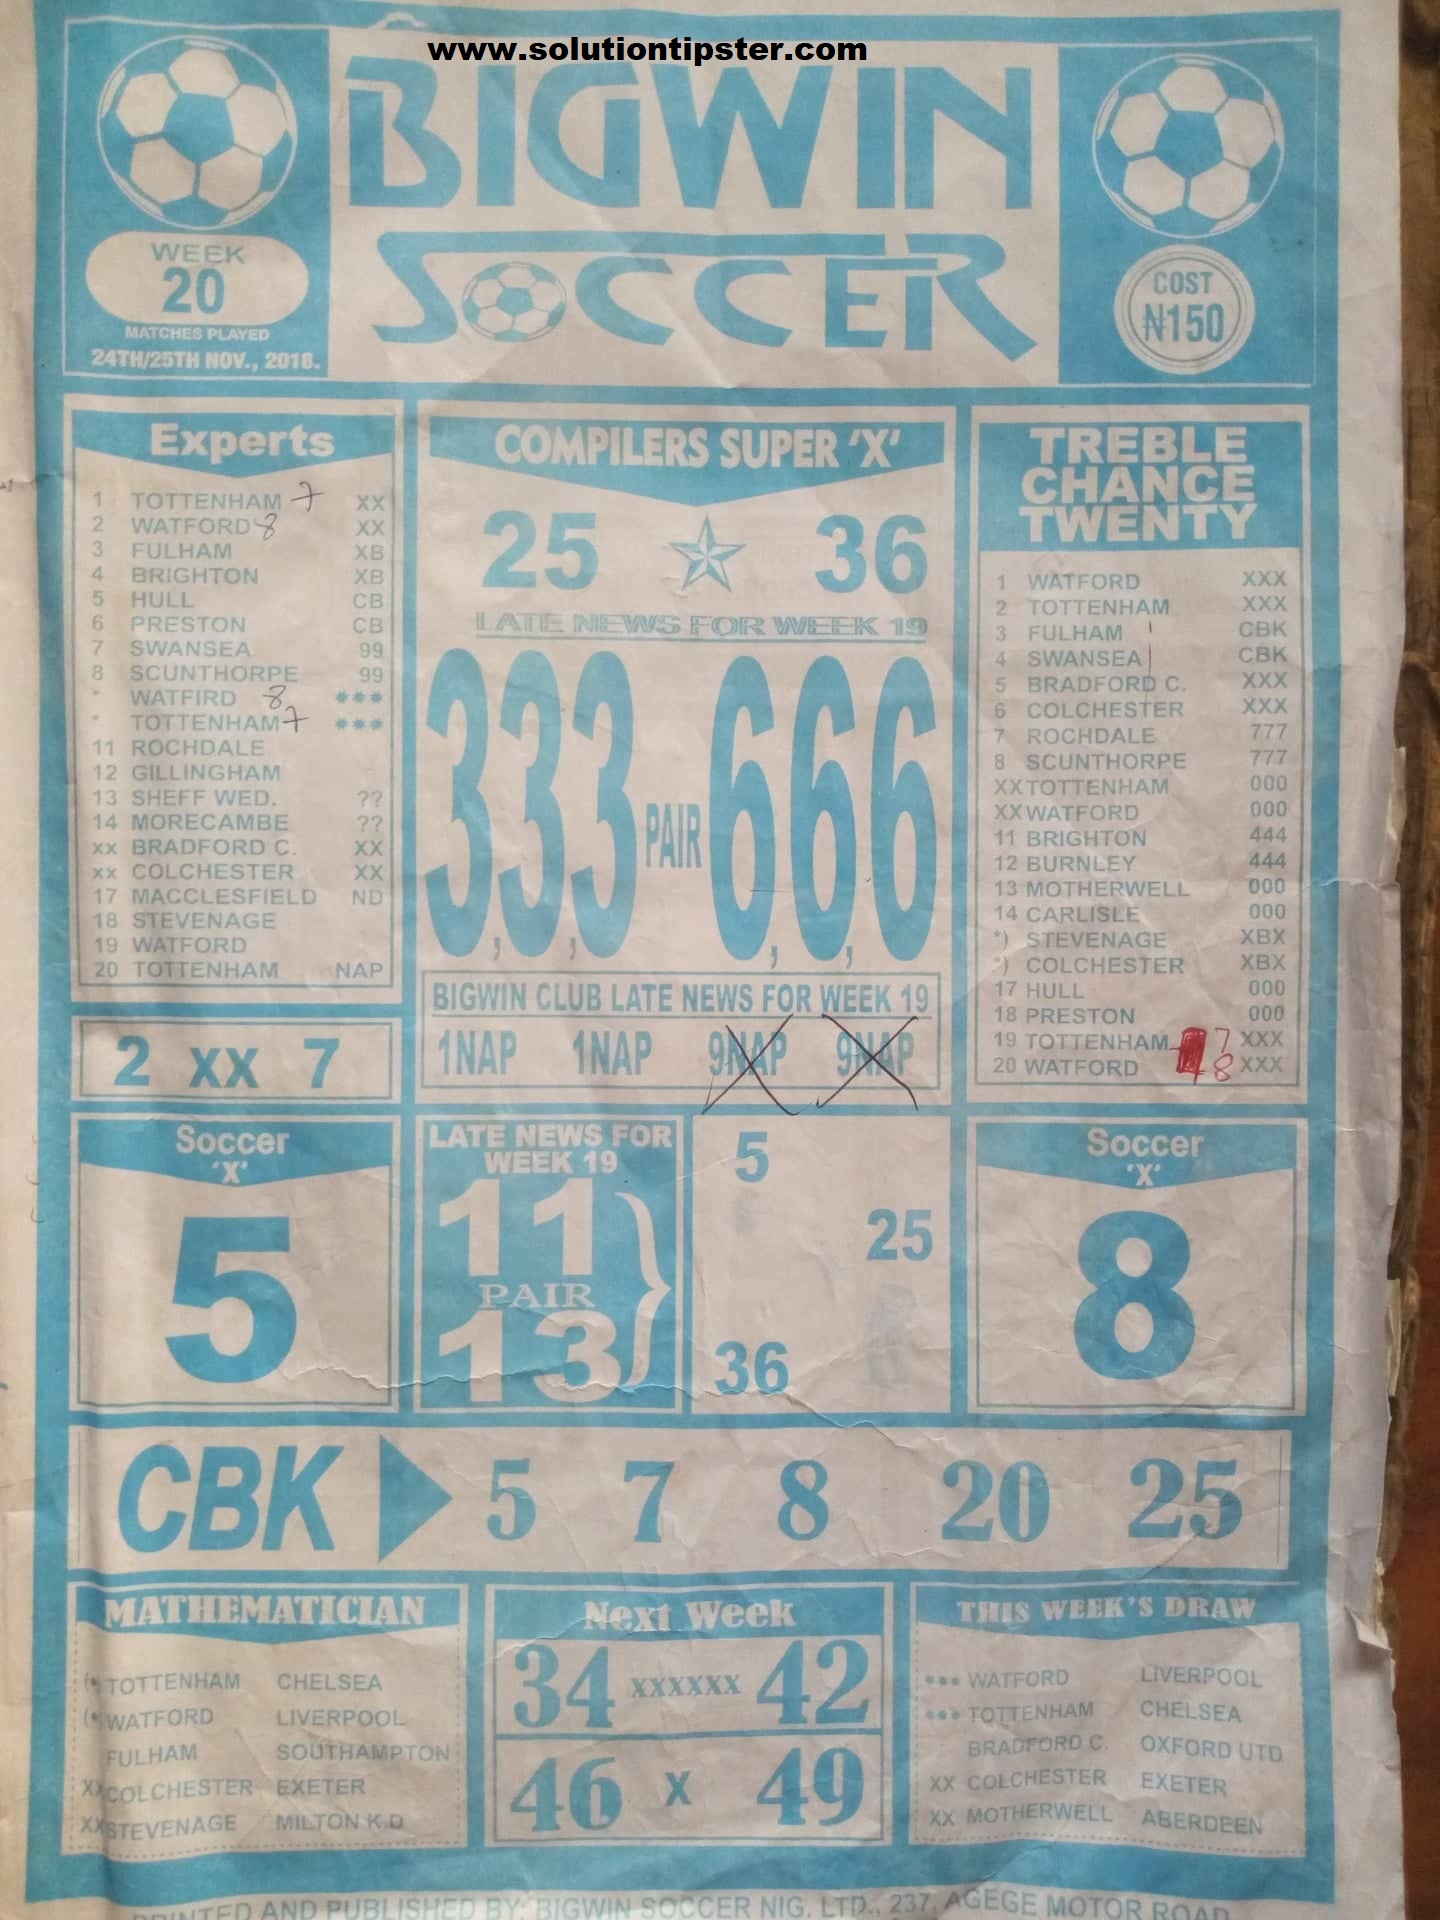 www.solutiontipster.com
BIGWIN
SOCCER
WEEK
20
MATCHES PLAYED
24TH/25TH NOV., 2018.
COST
₦150
Experts
1 TOTTENHAM 7 XX
2 WATFORD 8 XX
3 FULHAM XB
4 BRIGHTON XB
5 HULL CB
6 PRESTON CB
7 SWANSEA 99
8 SCUNTHORPE 99
* WATFIRD 8 ***
* TOTTENHAM 7 ***
11 ROCHDALE
12 GILLINGHAM
13 SHEFF WED. ??
14 MORECAMBE ??
xx BRADFORD C. XX
xx COLCHESTER XX
17 MACCLESFIELD ND
18 STEVENAGE
19 WATFORD
20 TOTTENHAM NAP
2 XX 7
COMPILERS SUPER 'X'
25 ☆ 36
LATE NEWS FOR WEEK 19
3,3,3 PAIR 6,6,6
BIGWIN CLUB LATE NEWS FOR WEEK 19
1NAP 1NAP 9NAP 9NAP
TREBLE
CHANCE
TWENTY
1 WATFORD XXX
2 TOTTENHAM XXX
3 FULHAM CBK
4 SWANSEA CBK
5 BRADFORD C. XXX
6 COLCHESTER XXX
7 ROCHDALE 777
8 SCUNTHORPE 777
XX TOTTENHAM 000
XX WATFORD 000
11 BRIGHTON 444
12 BURNLEY 444
13 MOTHERWELL 000
14 CARLISLE 000
*) STEVENAGE XBX
*) COLCHESTER XBX
17 HULL 000
18 PRESTON 000
19 TOTTENHAM 7 XXX
20 WATFORD 8 XXX
Soccer
'X'
5
LATE NEWS FOR
WEEK 19
11
PAIR
13
5
25
36
Soccer
'X'
8
CBK 5 7 8 20 25
MATHEMATICIAN
(* TOTTENHAM CHELSEA
(* WATFORD LIVERPOOL
FULHAM SOUTHAMPTON
XX COLCHESTER EXETER
XX STEVENAGE MILTON K.D
Next Week
34 XXXXXX 42
46 X 49
THIS WEEK'S DRAW
*** WATFORD LIVERPOOL
*** TOTTENHAM CHELSEA
BRADFORD C. OXFORD UTD
XX COLCHESTER EXETER
XX MOTHERWELL ABERDEEN
PRINTED AND PUBLISHED BY: BIGWIN SOCCER NIG. LTD., 237, AGEGE MOTOR ROAD